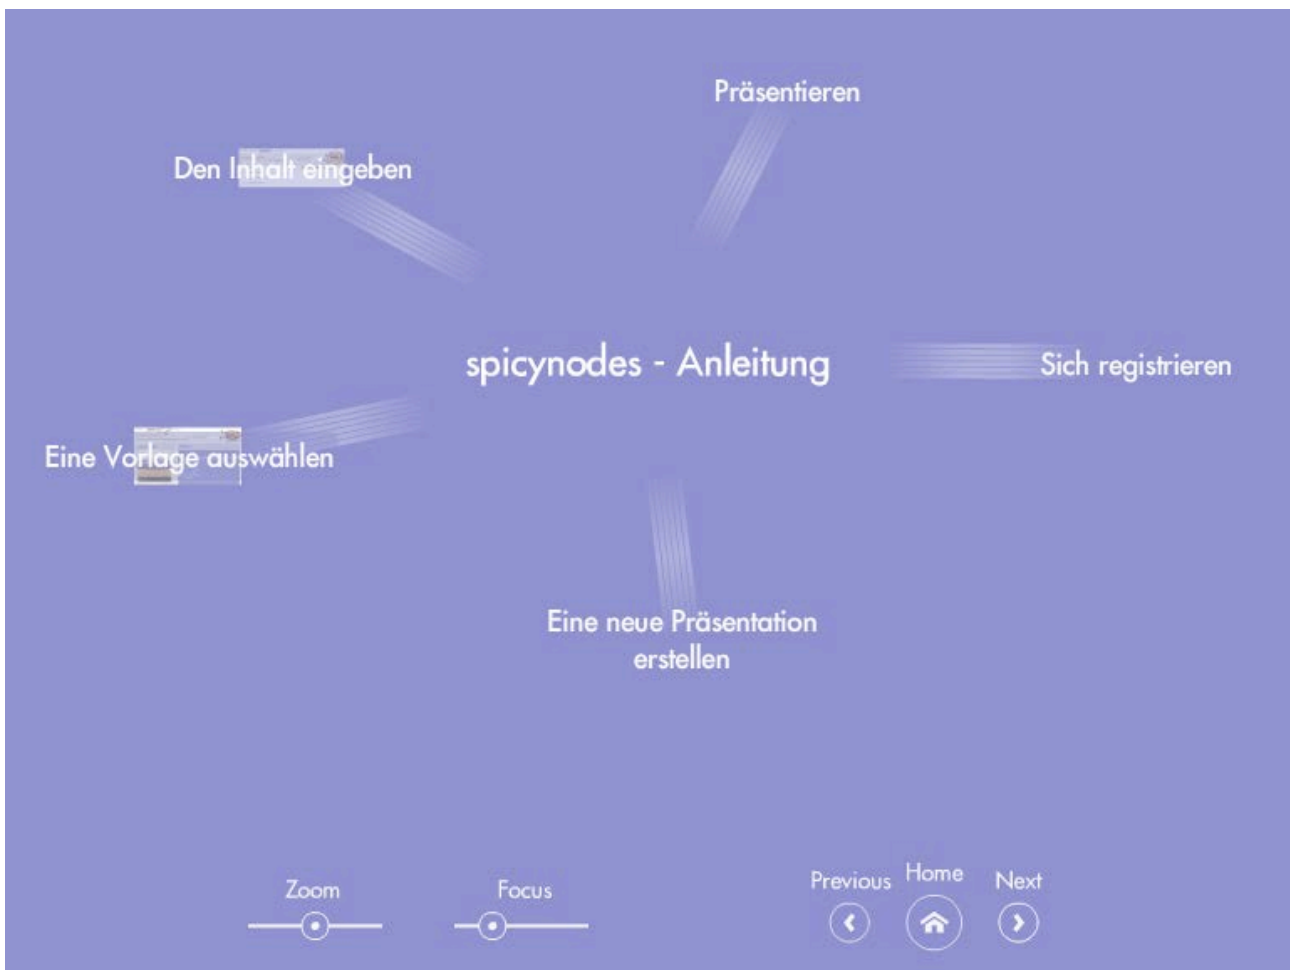 Präsentieren
Den Inhalt eingeben
spicynodes - Anleitung
Sich registrieren
Eine Vorlage auswählen
Eine neue Präsentation
erstellen
Zoom
Focus
Previous
Home
Next